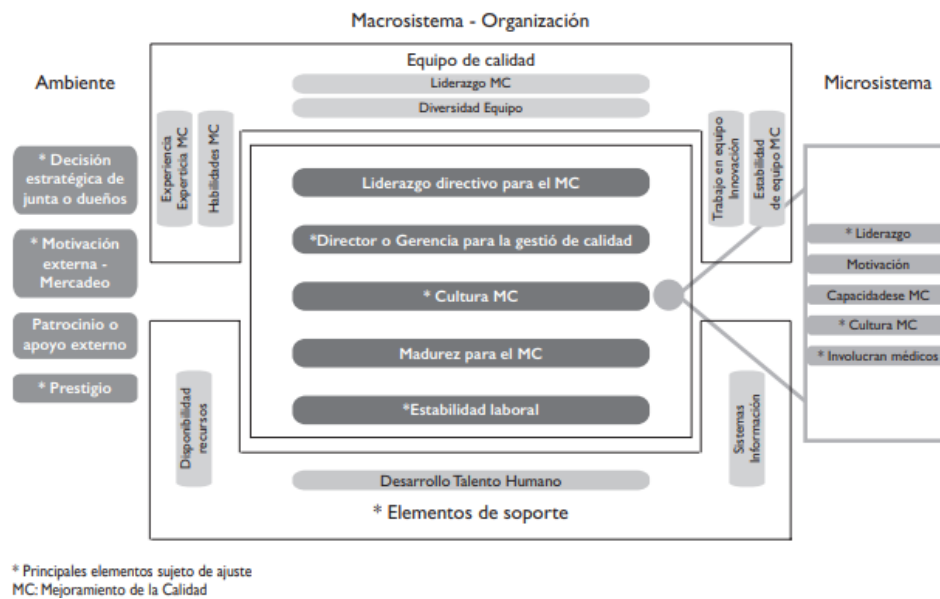 Macrosistema - Organización
Ambiente
* Decisión
estratégica de
junta o dueños
* Motivación
externa -
Mercadeo
Patrocinio o
apoyo externo
* Prestigio
Equipo de calidad
Liderazgo MC
Diversidad Equipo
Experiencia
Experticia MC
Habilidades MC
Trabajo en equipo
Innovación
Estabilidad
de equipo MC
Liderazgo directivo para el MC
*Director o Gerencia para la gestió de calidad
* Cultura MC
Madurez para el MC
*Estabilidad laboral
Disponibilidad
recursos
Sistemas
Información
Desarrollo Talento Humano
* Elementos de soporte
Microsistema
* Liderazgo
Motivación
Capacidadese MC
* Cultura MC
* Involucran médicos
* Principales elementos sujeto de ajuste
MC: Mejoramiento de la Calidad